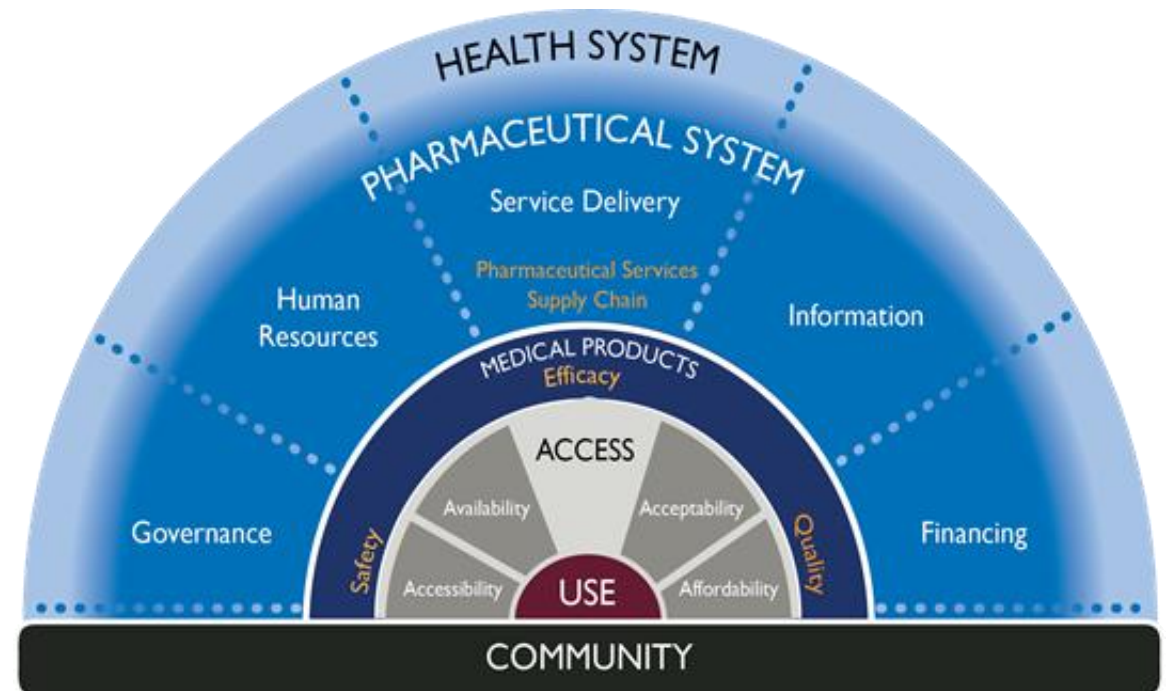 HEALTH SYSTEM
PHARMACEUTICAL SYSTEM
Service Delivery
Pharmaceutical Services
Supply Chain
Human
Resources
Information
MEDICAL PRODUCTS
Efficacy
ACCESS
Availability
Acceptability
Governance
Safety
Quality
Financing
Accessibility
USE
Affordability
COMMUNITY